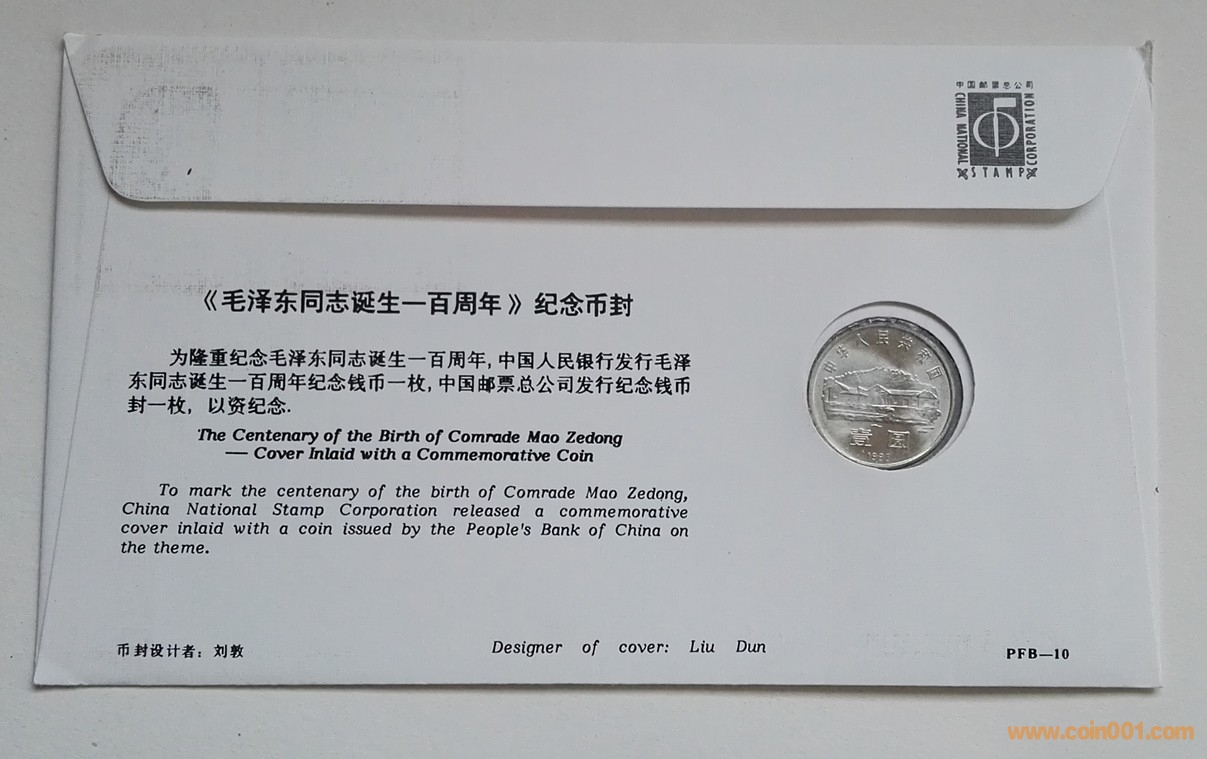 中国邮票总公司
CHINA NATIONAL
STAMP
CORPORATION
《毛泽东同志诞生一百周年》纪念币封
为隆重纪念毛泽东同志诞生一百周年,中国人民银行发行毛泽
东同志诞生一百周年纪念钱币一枚,中国邮票总公司发行纪念钱币
封一枚，以资纪念.
The Centenary of the Birth of Comrade Mao Zedong
— Cover Inlaid with a Commemorative Coin
To mark the centenary of the birth of Comrade Mao Zedong,
China National Stamp Corporation released a commemorative
cover inlaid with a coin issued by the People's Bank of China on
the theme.
中华人民共和国
壹圆
1993
币封设计者：刘敦
Designer of cover: Liu Dun
PFB—10
www.coin001.com